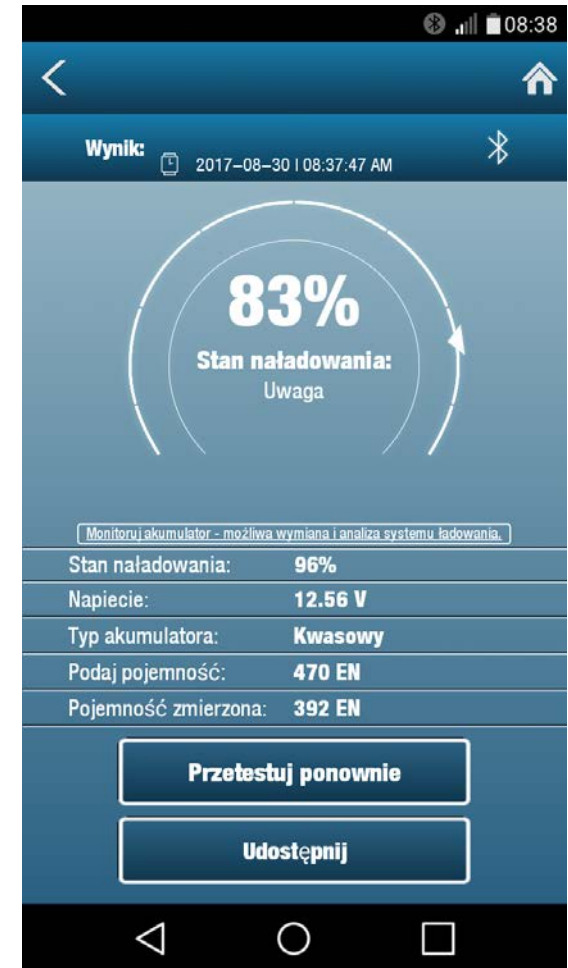 08:38
Wynik:
2017-08-30 | 08:37:47 AM
83%
Stan naładowania:
Uwaga
Monitoruj akumulator - możliwa wymiana i analiza systemu ładowania.
Stan naładowania: 96%
Napiecie: 12.56 V
Typ akumulatora: Kwasowy
Podaj pojemność: 470 EN
Pojemność zmierzona: 392 EN
Przetestuj ponownie
Udostępnij